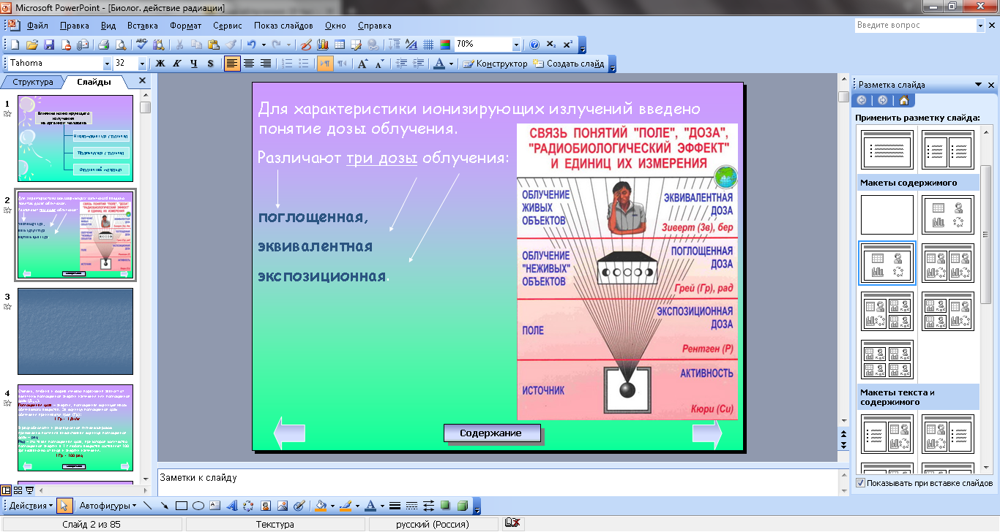 Microsoft PowerPoint - [Биолог. действие радиации]
Файл Правка Вид Вставка Формат Сервис Показ слайдов Окно Справка
Введите вопрос
70%
Tahoma 32 Ж К Ч S Конструктор Создать слайд
Структура Слайды
Разметка слайда
Применить разметку слайда:
Макеты содержимого
Макеты текста и содержимого
Показывать при вставке слайдов
1
2
3
4
Для характеристики ионизирующих излучений введено
понятие дозы облучения.
Различают три дозы облучения:
поглощенная,
эквивалентная
экспозиционная.
СВЯЗЬ ПОНЯТИЙ "ПОЛЕ", "ДОЗА",
"РАДИОБИОЛОГИЧЕСКИЙ ЭФФЕКТ"
И ЕДИНИЦ ИХ ИЗМЕРЕНИЯ
ОБЛУЧЕНИЕ
ЖИВЫХ
ОБЪЕКТОВ
ЭКВИВАЛЕНТНАЯ
ДОЗА
Зиверт (Зв), бер
ОБЛУЧЕНИЕ
"НЕЖИВЫХ"
ОБЪЕКТОВ
ПОГЛОЩЕННАЯ
ДОЗА
Грей (Гр), рад
ПОЛЕ
ЭКСПОЗИЦИОННАЯ
ДОЗА
Рентген (Р)
ИСТОЧНИК
АКТИВНОСТЬ
Кюри (Cu)
Содержание
Заметки к слайду
Действия Автофигуры
Слайд 2 из 85 Текстура русский (Россия)